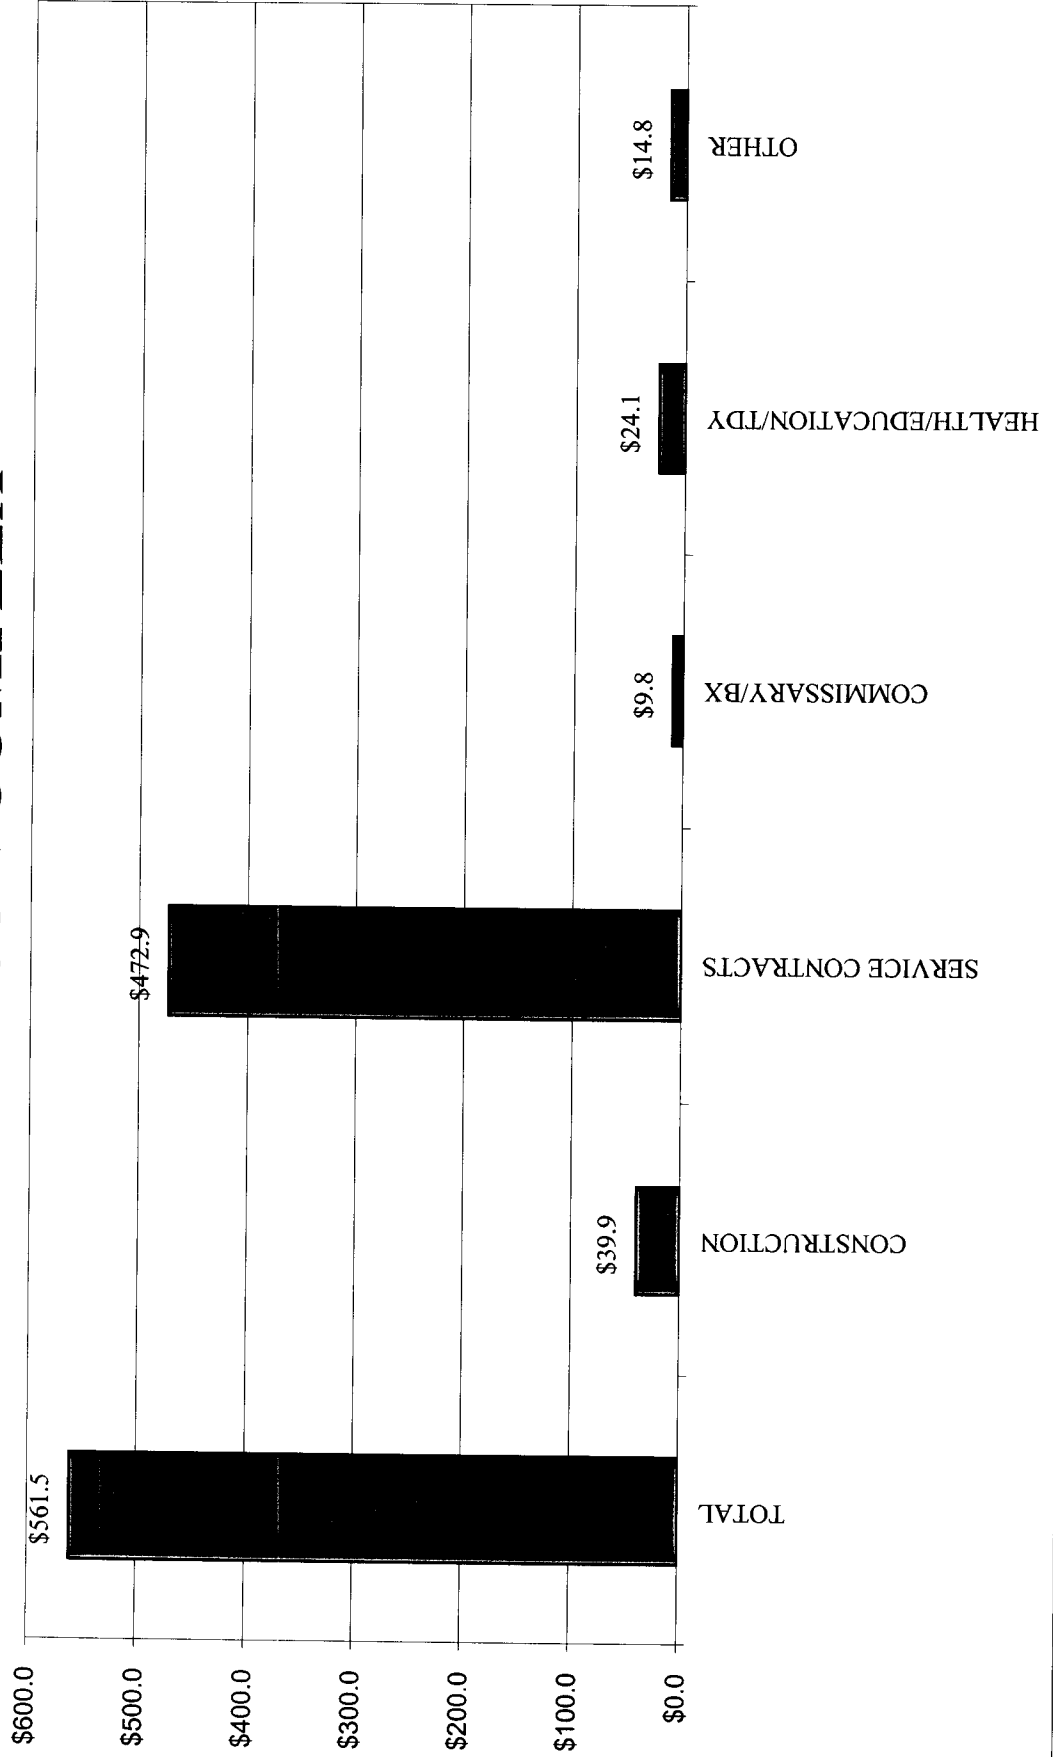 $600.0
$500.0
$400.0
$300.0
$200.0
$100.0
$0.0
$561.5
$39.9
$472.9
$9.8
$24.1
$14.8
TOTAL
CONSTRUCTION
SERVICE CONTRACTS
COMMISSARY/BX
HEALTH/EDUCATION/TDY
OTHER